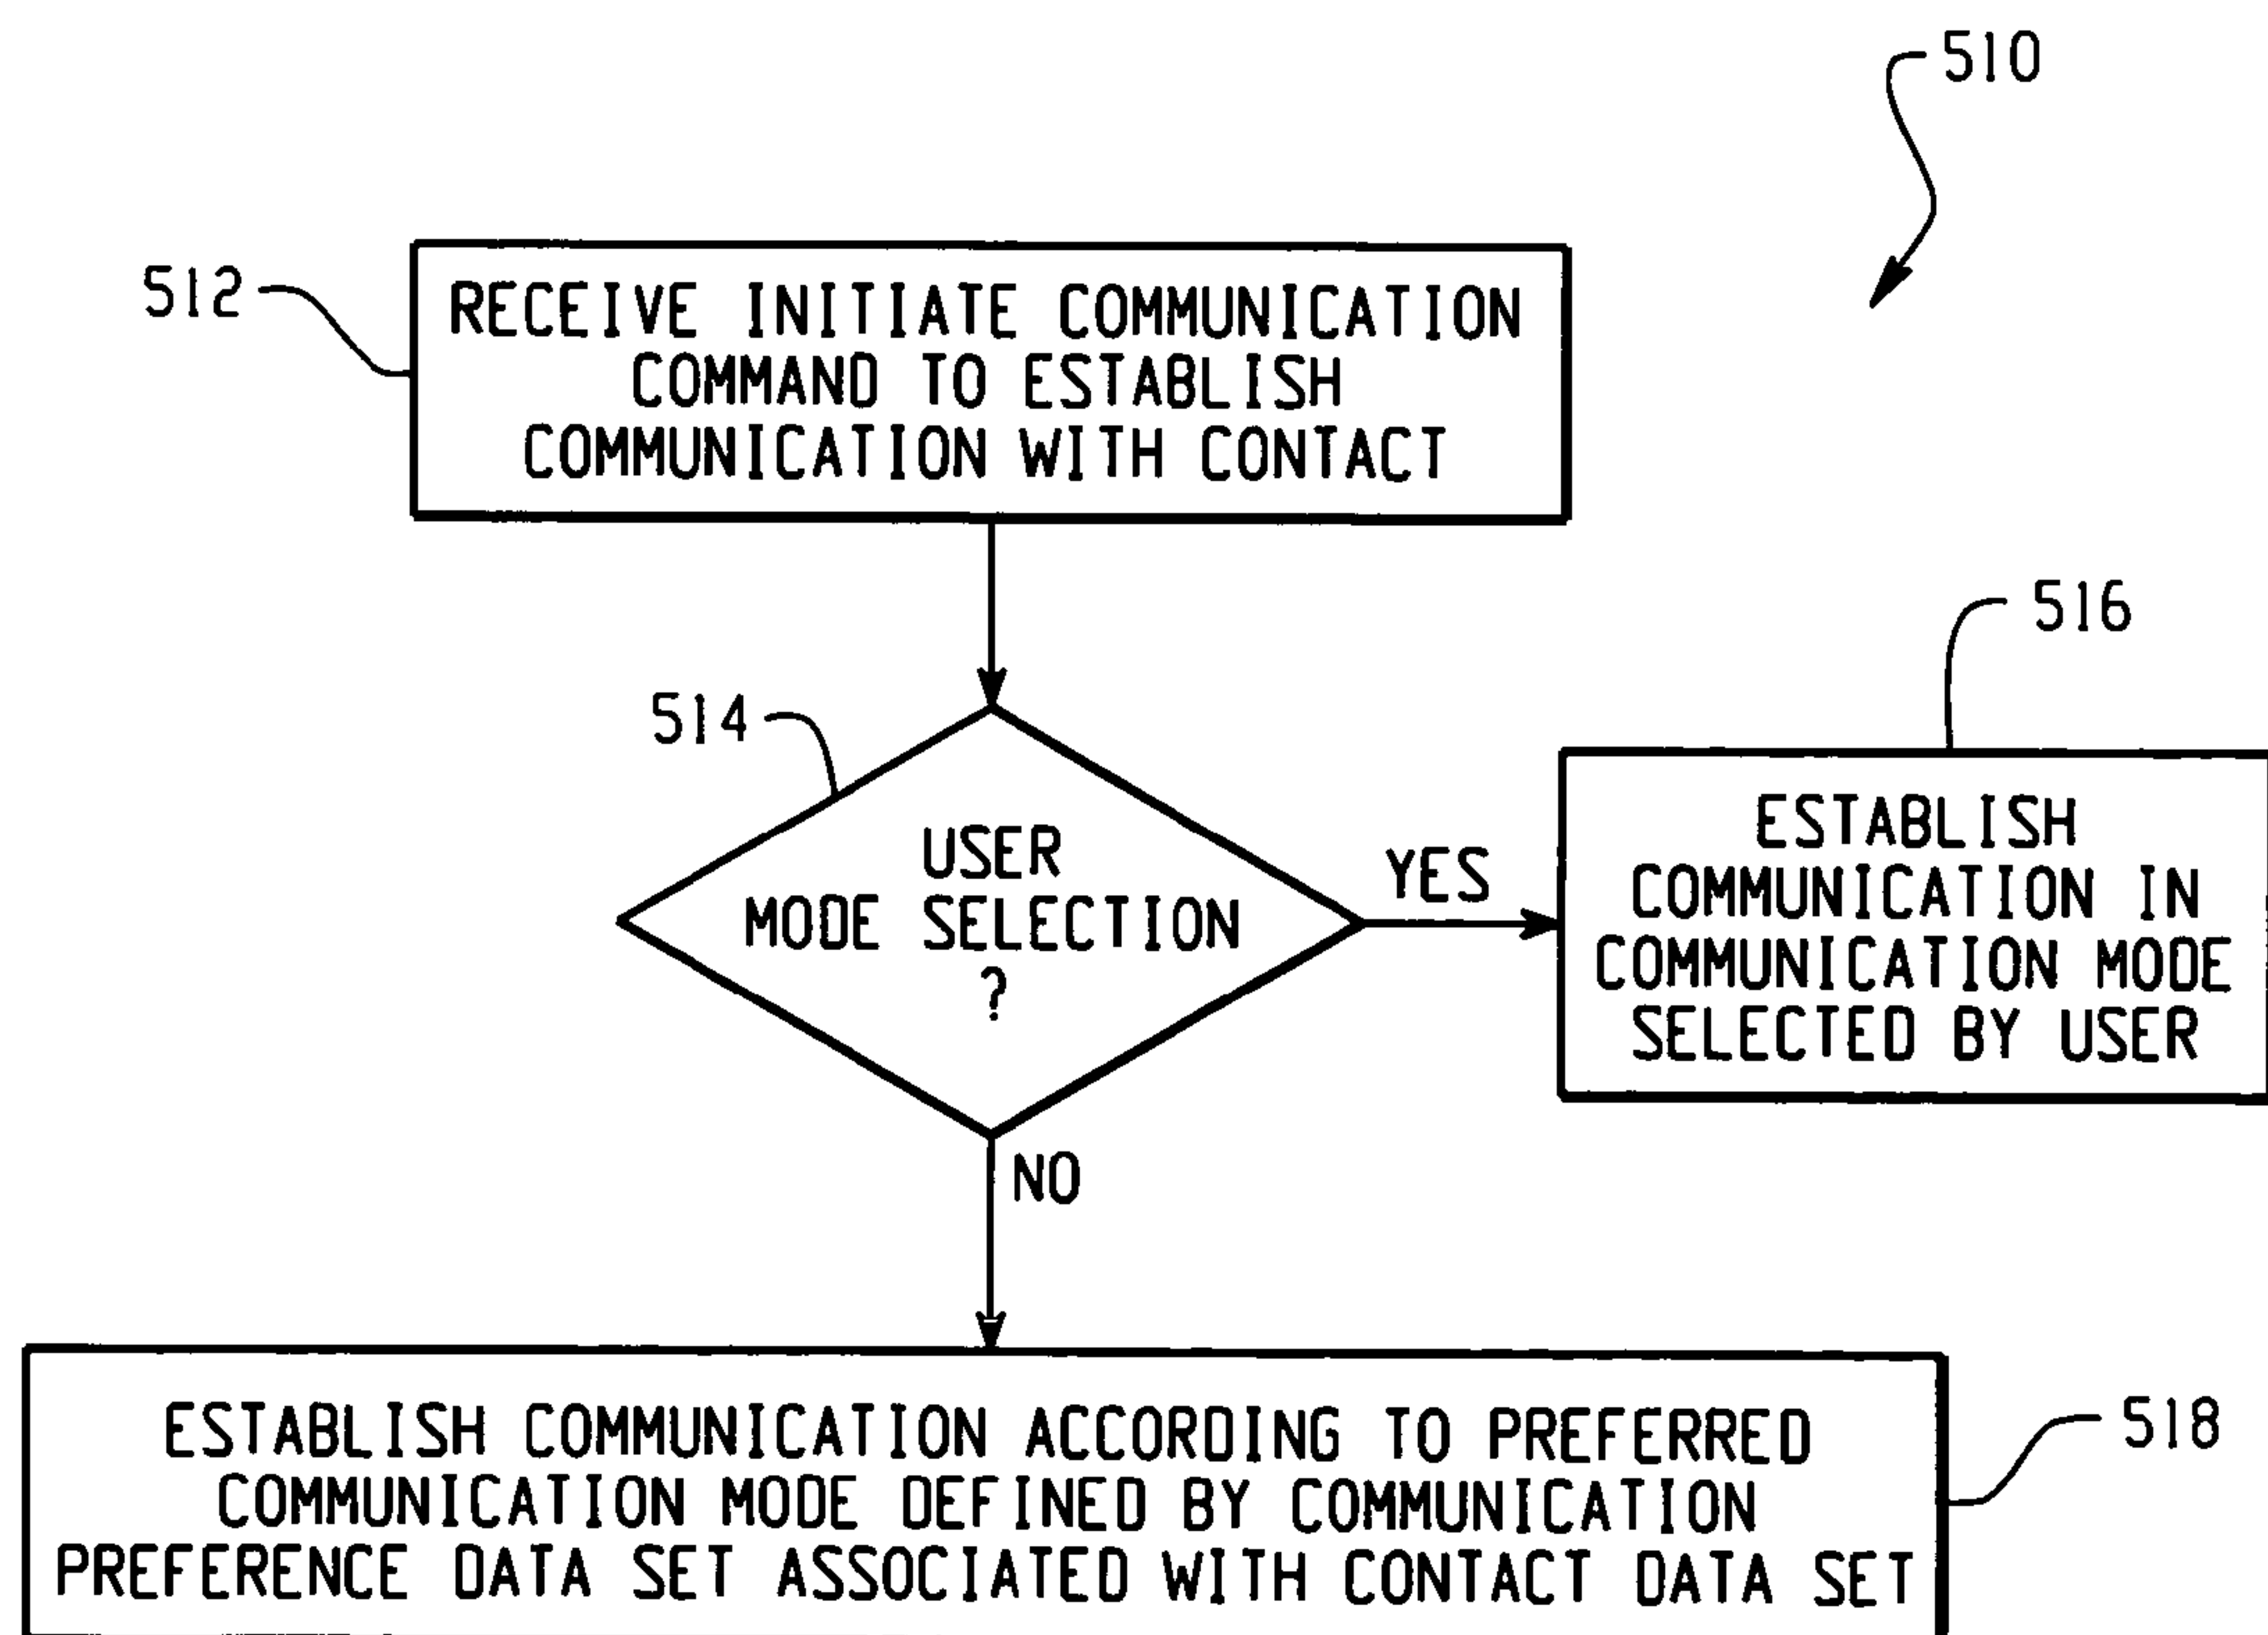 510
512
RECEIVE INITIATE COMMUNICATION
COMMAND TO ESTABLISH
COMMUNICATION WITH CONTACT
514
USER
MODE SELECTION
?
YES
516
ESTABLISH
COMMUNICATION IN
COMMUNICATION MODE
SELECTED BY USER
NO
ESTABLISH COMMUNICATION ACCORDING TO PREFERRED
COMMUNICATION MODE DEFINED BY COMMUNICATION
PREFERENCE DATA SET ASSOCIATED WITH CONTACT DATA SET
518